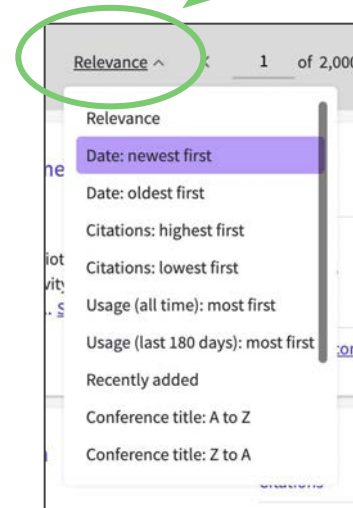 Relevance 1 of 2,000
Relevance
Date: newest first
Date: oldest first
Citations: highest first
Citations: lowest first
Usage (all time): most first
Usage (last 180 days): most first
Recently added
Conference title: A to Z
Conference title: Z to A